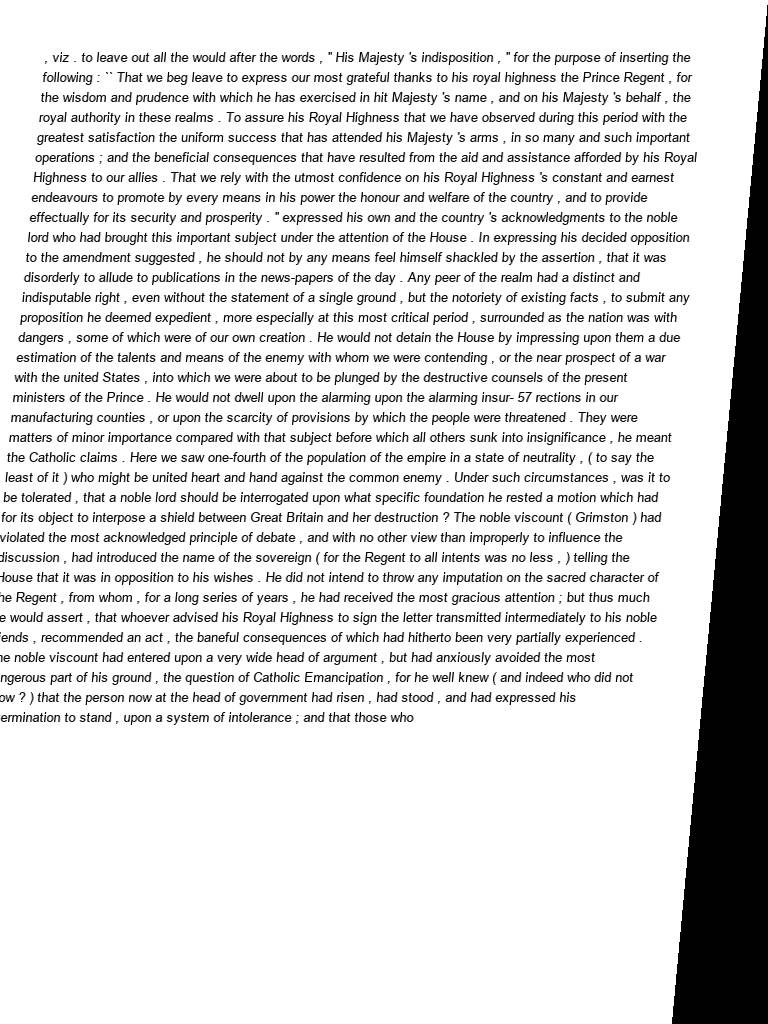 , viz . to leave out all the would after the words , " His Majesty 's indisposition , " for the purpose of inserting the
following : `` That we beg leave to express our most grateful thanks to his royal highness the Prince Regent , for
the wisdom and prudence with which he has exercised in hit Majesty 's name , and on his Majesty 's behalf , the
royal authority in these realms . To assure his Royal Highness that we have observed during this period with the
greatest satisfaction the uniform success that has attended his Majesty 's arms , in so many and such important
operations ; and the beneficial consequences that have resulted from the aid and assistance afforded by his Royal
Highness to our allies . That we rely with the utmost confidence on his Royal Highness 's constant and earnest
endeavours to promote by every means in his power the honour and welfare of the country , and to provide
effectually for its security and prosperity . " expressed his own and the country 's acknowledgments to the noble
lord who had brought this important subject under the attention of the House . In expressing his decided opposition
to the amendment suggested , he should not by any means feel himself shackled by the assertion , that it was
disorderly to allude to publications in the news-papers of the day . Any peer of the realm had a distinct and
indisputable right , even without the statement of a single ground , but the notoriety of existing facts , to submit any
proposition he deemed expedient , more especially at this most critical period , surrounded as the nation was with
dangers , some of which were of our own creation . He would not detain the House by impressing upon them a due
estimation of the talents and means of the enemy with whom we were contending , or the near prospect of a war
with the united States , into which we were about to be plunged by the destructive counsels of the present
ministers of the Prince . He would not dwell upon the alarming upon the alarming insur- 57 rections in our
manufacturing counties , or upon the scarcity of provisions by which the people were threatened . They were
matters of minor importance compared with that subject before which all others sunk into insignificance , he meant
the Catholic claims . Here we saw one-fourth of the population of the empire in a state of neutrality , ( to say the
least of it ) who might be united heart and hand against the common enemy . Under such circumstances , was it to
be tolerated , that a noble lord should be interrogated upon what specific foundation he rested a motion which had
for its object to interpose a shield between Great Britain and her destruction ? The noble viscount ( Grimston ) had
violated the most acknowledged principle of debate , and with no other view than improperly to influence the
discussion , had introduced the name of the sovereign ( for the Regent to all intents was no less , ) telling the
House that it was in opposition to his wishes . He did not intend to throw any imputation on the sacred character of
he Regent , from whom , for a long series of years , he had received the most gracious attention ; but thus much
e would assert , that whoever advised his Royal Highness to sign the letter transmitted intermediately to his noble
iends , recommended an act , the baneful consequences of which had hitherto been very partially experienced .
he noble viscount had entered upon a very wide head of argument , but had anxiously avoided the most
ngerous part of his ground , the question of Catholic Emancipation , for he well knew ( and indeed who did not
ow ? ) that the person now at the head of government had risen , had stood , and had expressed his
ermination to stand , upon a system of intolerance ; and that those who